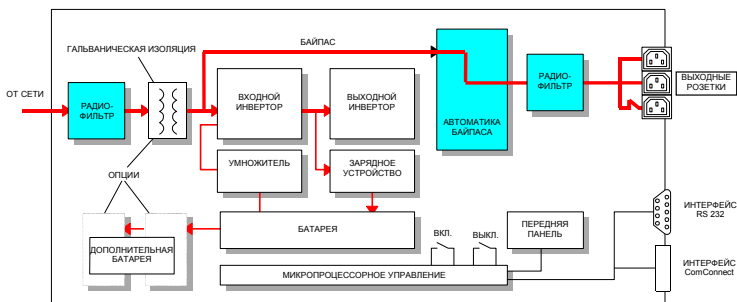 ГАЛЬВАНИЧЕСКАЯ ИЗОЛЯЦИЯ
БАЙПАС
ОТ СЕТИ
РАДИО-
ФИЛЬТР
ВХОДНОЙ
ИНВЕРТОР
ВЫХОДНОЙ
ИНВЕРТОР
АВТОМАТИКА
БАЙПАСА
РАДИО-
ФИЛЬТР
ВЫХОДНЫЕ
РОЗЕТКИ
УМНОЖИТЕЛЬ
ЗАРЯДНОЕ
УСТРОЙСТВО
ОПЦИИ
ДОПОЛНИТЕЛЬНАЯ
БАТАРЕЯ
БАТАРЕЯ
ВКЛ.
ВЫКЛ.
ПЕРЕДНЯЯ
ПАНЕЛЬ
ИНТЕРФЕЙС
RS 232
МИКРОПРОЦЕССОРНОЕ УПРАВЛЕНИЕ
ИНТЕРФЕЙС
ComConnect